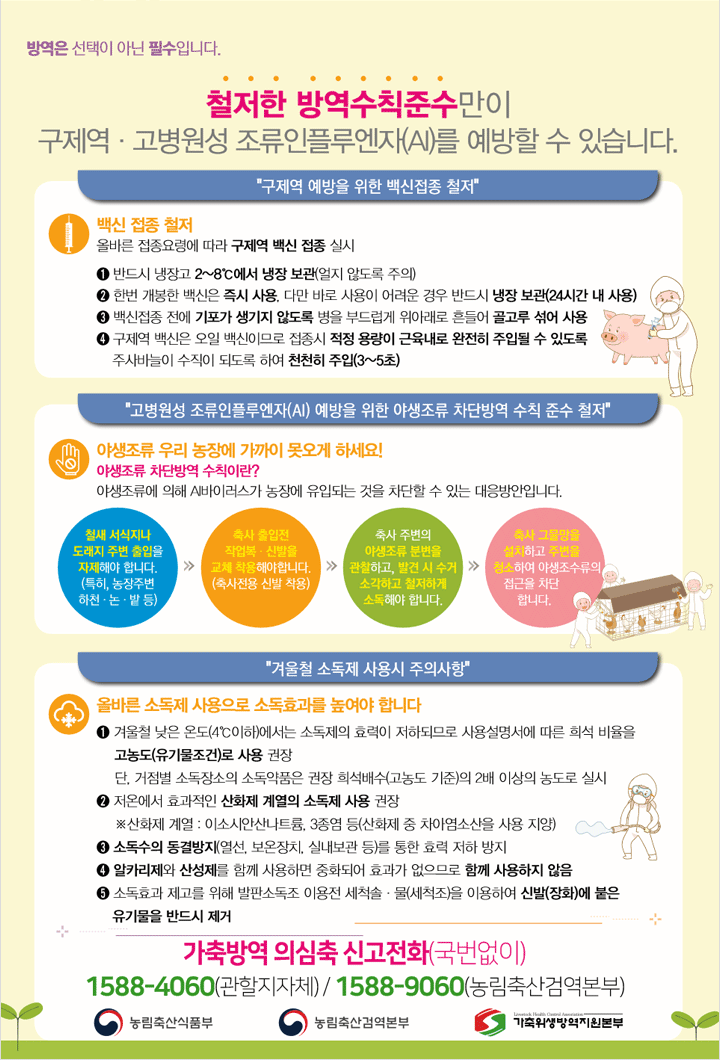 방역은 선택이 아닌 필수입니다.
철저한 방역수칙준수만이
구제역 · 고병원성 조류인플루엔자(AI)를 예방할 수 있습니다.
"구제역 예방을 위한 백신접종 철저"
백신 접종 철저
올바른 접종요령에 따라 구제역 백신 접종 실시
❶ 반드시 냉장고 2~8℃에서 냉장 보관(얼지 않도록 주의)
❷ 한번 개봉한 백신은 즉시 사용, 다만 바로 사용이 어려운 경우 반드시 냉장 보관(24시간 내 사용)
❸ 백신접종 전에 기포가 생기지 않도록 병을 부드럽게 위아래로 흔들어 골고루 섞어 사용
❹ 구제역 백신은 오일 백신이므로 접종시 적정 용량이 근육내로 완전히 주입될 수 있도록
주사바늘이 수직이 되도록 하여 천천히 주입(3~5초)
"고병원성 조류인플루엔자(AI) 예방을 위한 야생조류 차단방역 수칙 준수 철저"
야생조류 우리 농장에 가까이 못오게 하세요!
야생조류 차단방역 수칙이란?
야생조류에 의해 AI바이러스가 농장에 유입되는 것을 차단할 수 있는 대응방안입니다.
철새 서식지나
도래지 주변 출입을
자제해야 합니다.
(특히, 농장주변
하천 · 논 · 밭 등)
»
축사 출입전
작업복 · 신발을
교체 착용해야합니다.
(축사전용 신발 착용)
»
축사 주변의
야생조류 분변을
관찰하고, 발견 시 수거
소각하고 철저하게
소독해야 합니다.
»
축사 그물망을
설치하고 주변을
청소하여 야생조수류의
접근을 차단
합니다.
"겨울철 소독제 사용시 주의사항"
올바른 소독제 사용으로 소독효과를 높여야 합니다
❶ 겨울철 낮은 온도(4℃이하)에서는 소독제의 효력이 저하되므로 사용설명서에 따른 희석 비율을
고농도(유기물조건)로 사용 권장
단, 거점별 소독장소의 소독약품은 권장 희석배수(고농도 기준)의 2배 이상의 농도로 실시
❷ 저온에서 효과적인 산화제 계열의 소독제 사용 권장
※산화제 계열 : 이소시안산나트륨, 3종염 등(산화제 중 차아염소산을 사용 지양)
❸ 소독수의 동결방지(열선, 보온장치, 실내보관 등)를 통한 효력 저하 방지
❹ 알카리제와 산성제를 함께 사용하면 중화되어 효과가 없으므로 함께 사용하지 않음
❺ 소독효과 제고를 위해 발판소독조 이용전 세척솔 · 물(세척조)을 이용하여 신발(장화)에 붙은
유기물을 반드시 제거
가축방역 의심축 신고전화(국번없이)
1588-4060(관할지자체) / 1588-9060(농림축산검역본부)
농림축산식품부
농림축산검역본부
Livestock Health Control Association
가축위생방역지원본부